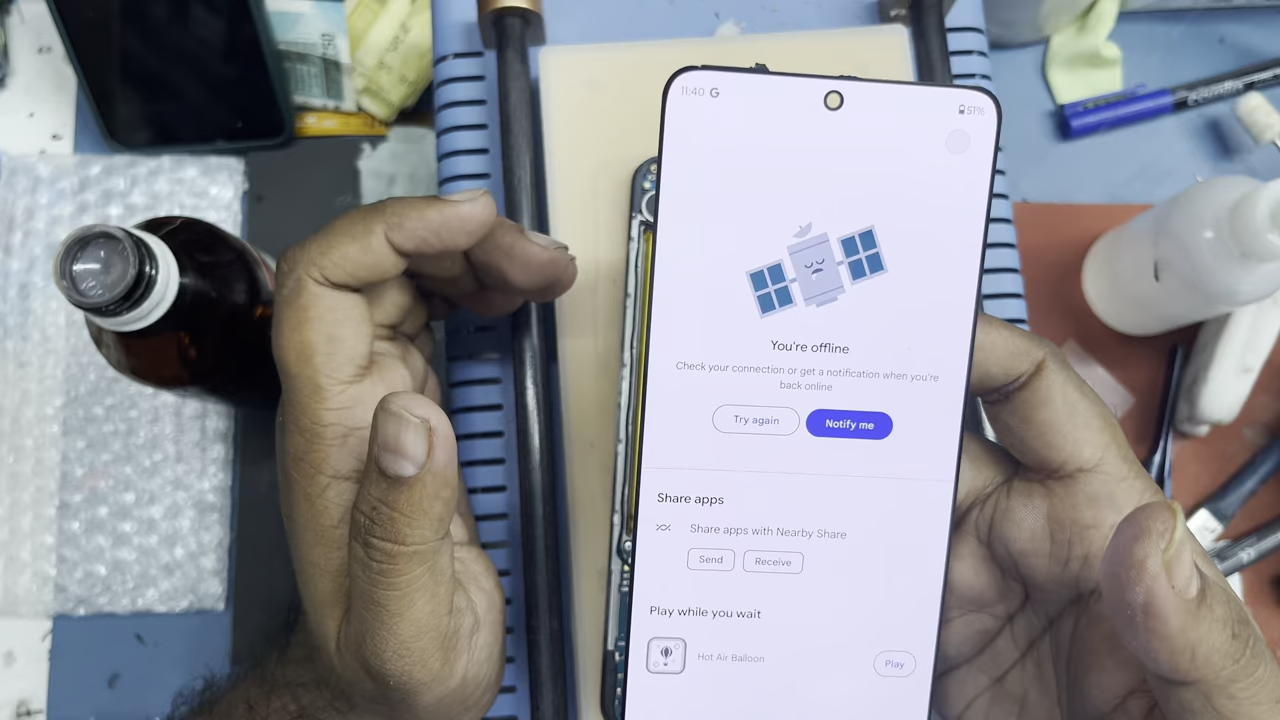 11:40 G
51%
You're offline
Check your connection or get a notification when you're
back online
Try again
Notify me
Share apps
Share apps with Nearby Share
Send
Receive
Play while you wait
Hot Air Balloon
Play